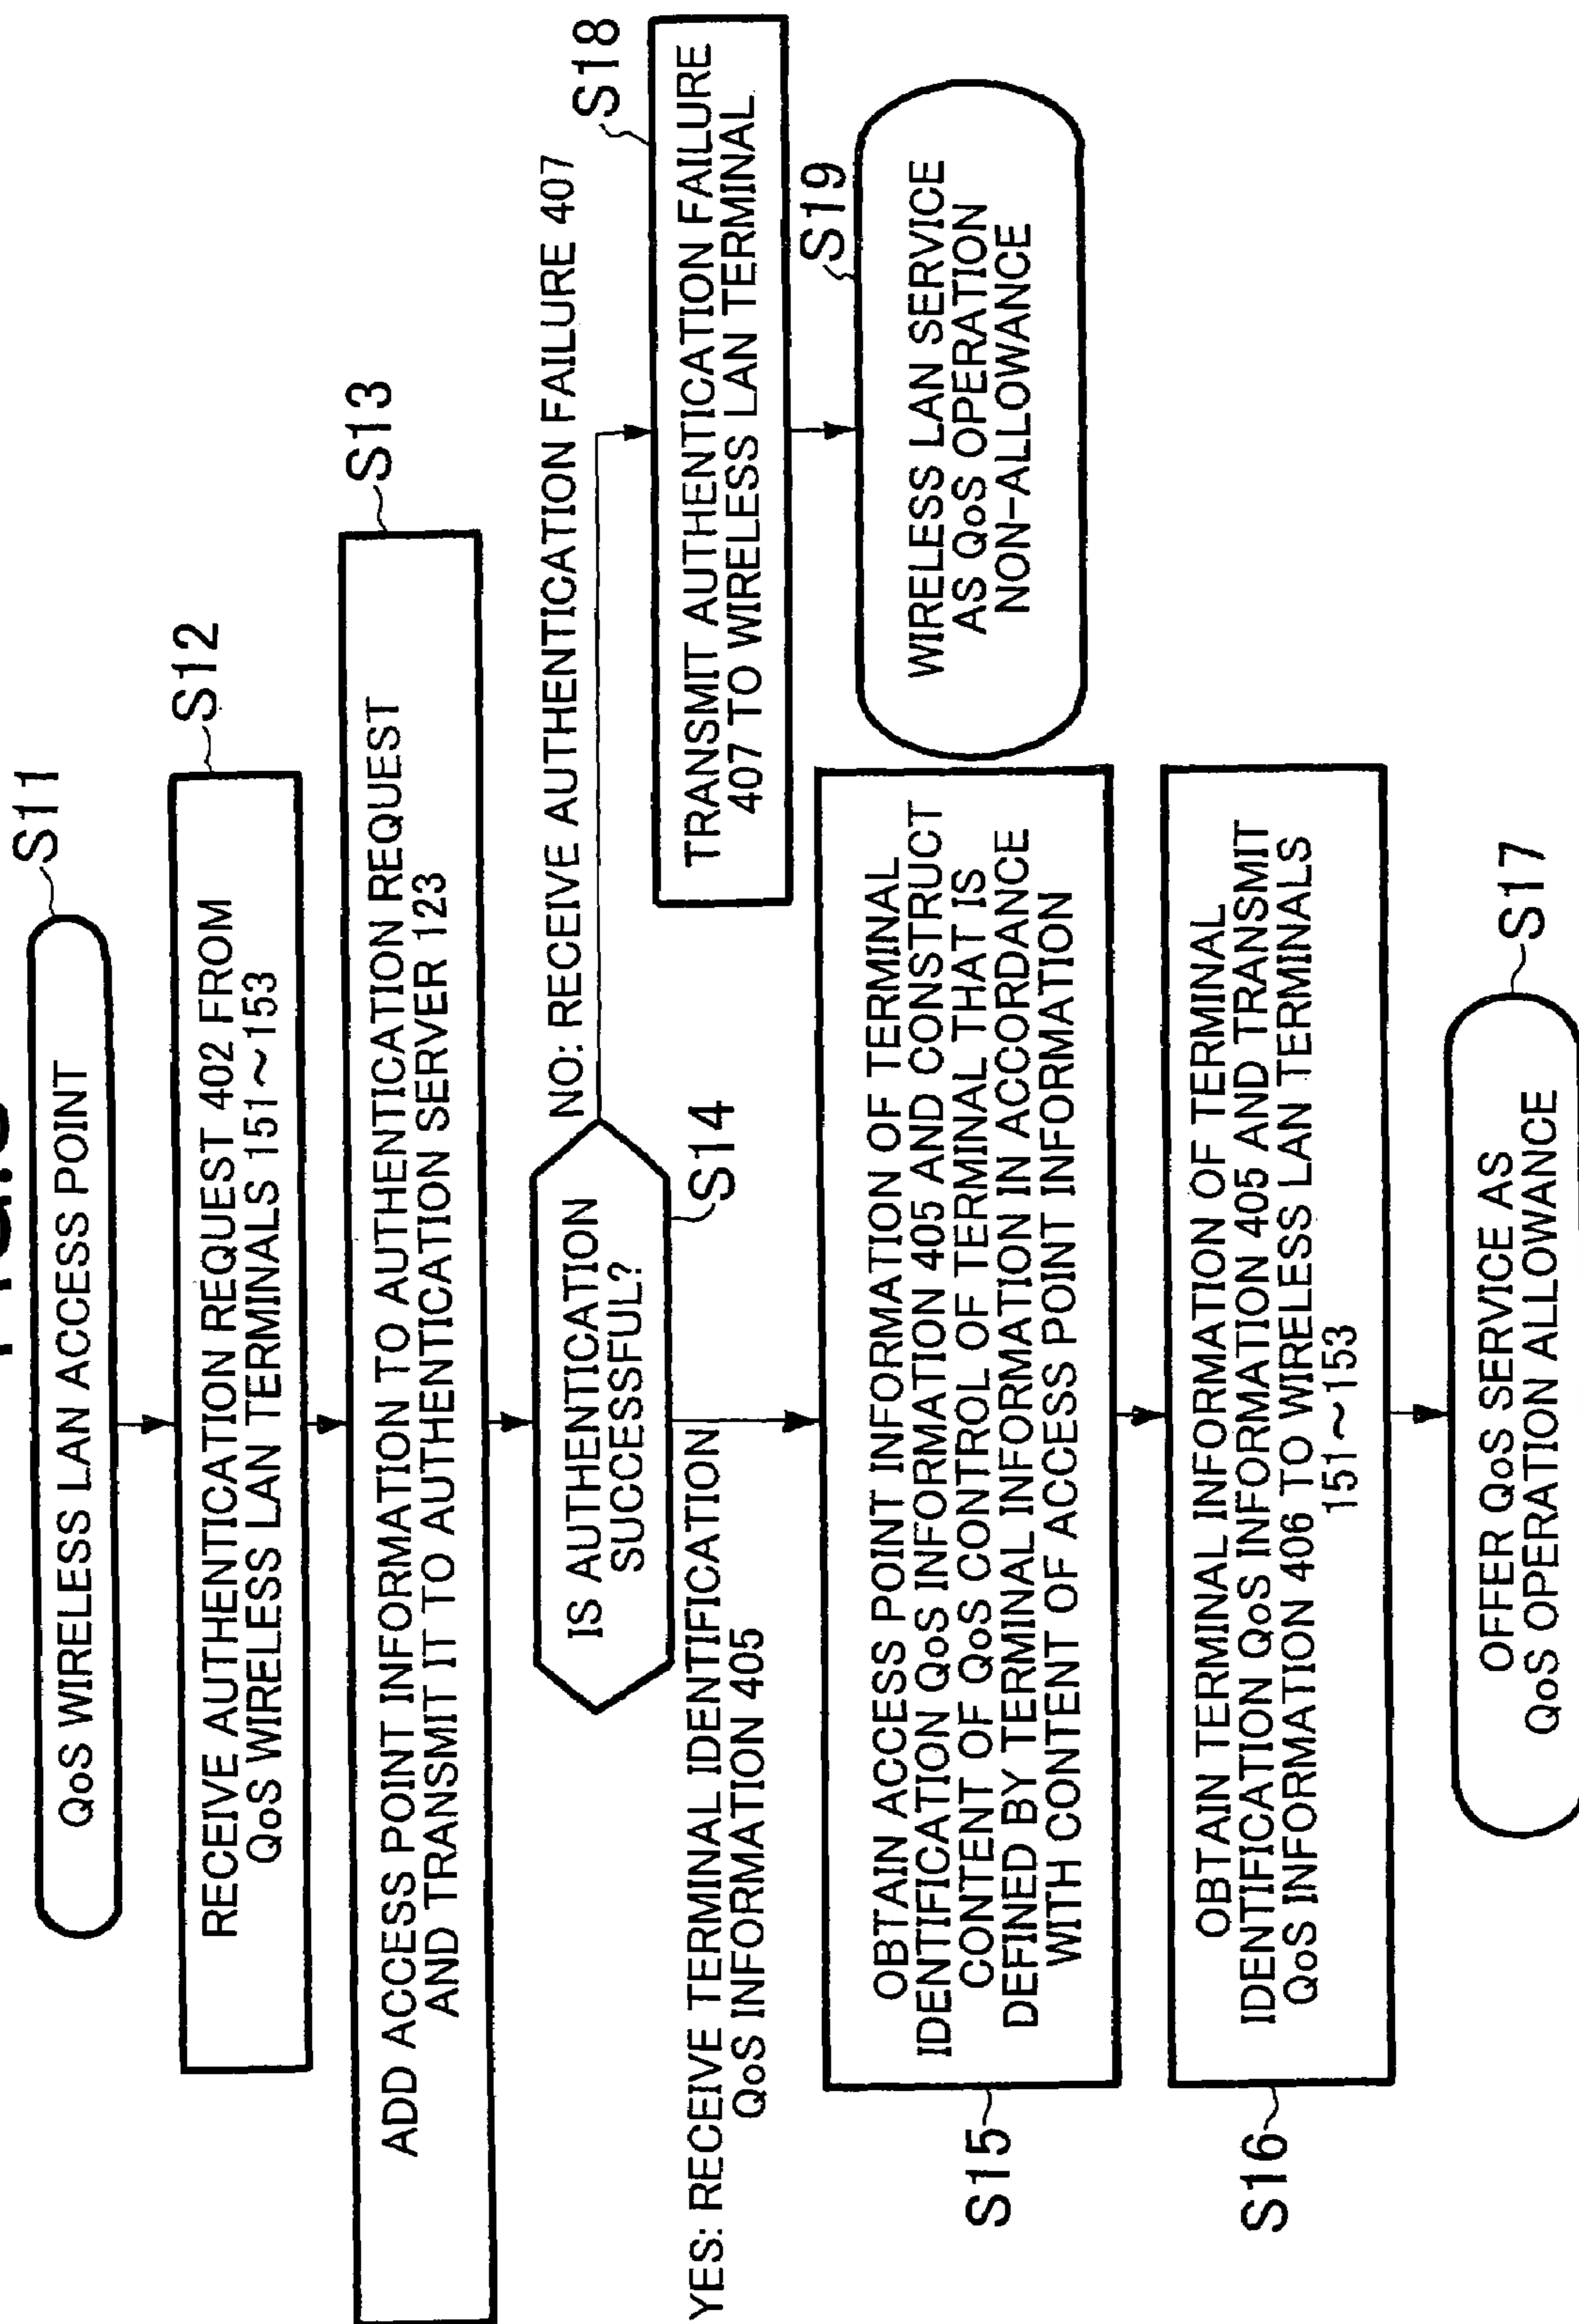 QoS WIRELESS LAN ACCESS POINT
S11
RECEIVE AUTHENTICATION REQUEST 402 FROM
QoS WIRELESS LAN TERMINALS 151~153
S12
ADD ACCESS POINT INFORMATION TO AUTHENTICATION REQUEST
AND TRANSMIT IT TO AUTHENTICATION SERVER 123
S13
IS AUTHENTICATION
SUCCESSFUL?
S14
NO: RECEIVE AUTHENTICATION FAILURE 407
TRANSMIT AUTHENTICATION FAILURE
407 TO WIRELESS LAN TERMINAL
S18
WIRELESS LAN SERVICE
AS QoS OPERATION
NON-ALLOWANCE
S19
YES: RECEIVE TERMINAL IDENTIFICATION
QoS INFORMATION 405
OBTAIN ACCESS POINT INFORMATION OF TERMINAL
IDENTIFICATION QoS INFORMATION 405 AND CONSTRUCT
CONTENT OF QoS CONTROL OF TERMINAL THAT IS
DEFINED BY TERMINAL INFORMATION IN ACCORDANCE
WITH CONTENT OF ACCESS POINT INFORMATION
S15
OBTAIN TERMINAL INFORMATION OF TERMINAL
IDENTIFICATION QoS INFORMATION 405 AND TRANSMIT
QoS INFORMATION 406 TO WIRELESS LAN TERMINALS
151~153
S16
OFFER QoS SERVICE AS
QoS OPERATION ALLOWANCE
S17